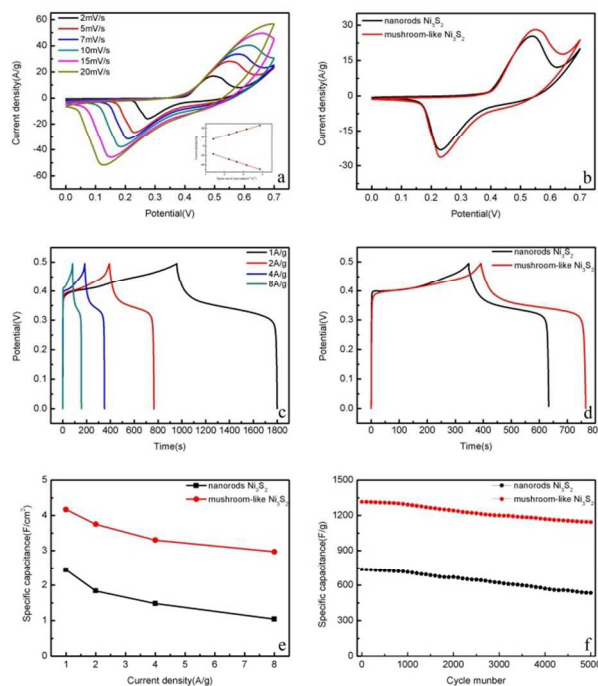 2mV/s
5mV/s
7mV/s
10mV/s
15mV/s
20mV/s
Current density(A/g)
60
40
20
0
-20
-40
-60
0.0 0.1 0.2 0.3 0.4 0.5 0.6 0.7
Potential(V)
a
nanorods Ni₃S₂
mushroom-like Ni₃S₂
Current density(A/g)
30
15
0
-15
-30
0.0 0.1 0.2 0.3 0.4 0.5 0.6 0.7
Potential(V)
b
1A/g
2A/g
4A/g
8A/g
Potential(V)
0.5
0.4
0.3
0.2
0.1
0.0
0 200 400 600 800 1000 1200 1400 1600 1800
Time(s)
c
nanorods Ni₃S₂
mushroom-like Ni₃S₂
Potential(V)
0.5
0.4
0.3
0.2
0.1
0.0
0 100 200 300 400 500 600 700
Time(s)
d
nanorods Ni₃S₂
mushroom-like Ni₃S₂
Specific capacitance(F/cm²)
5
4
3
2
1
0
1 2 3 4 5 6 7 8
Current density(A/g)
e
nanorods Ni₃S₂
mushroom-like Ni₃S₂
Specific capacitance(F/g)
1500
1200
900
600
300
0
0 1000 2000 3000 4000 5000
Cycle munber
f